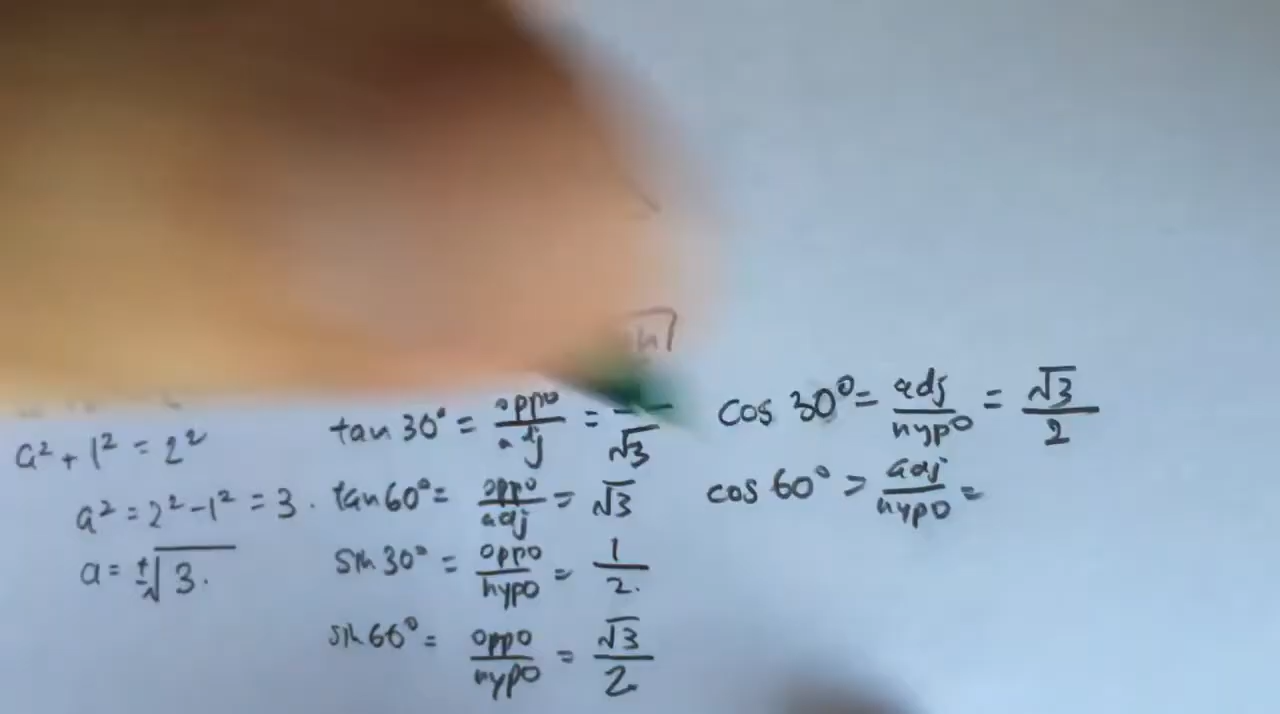 a² + 1² = 2²
a² = 2² - 1² = 3.
a = ±√3.
tan 30° = oppo/adj = /√3
tan 60° = oppo/adj = √3
sin 30° = oppo/hypo = 1/2.
sin 60° = oppo/hypo = √3/2
cos 30° = adj/hypo = √3/2
cos 60° = adj/hypo =